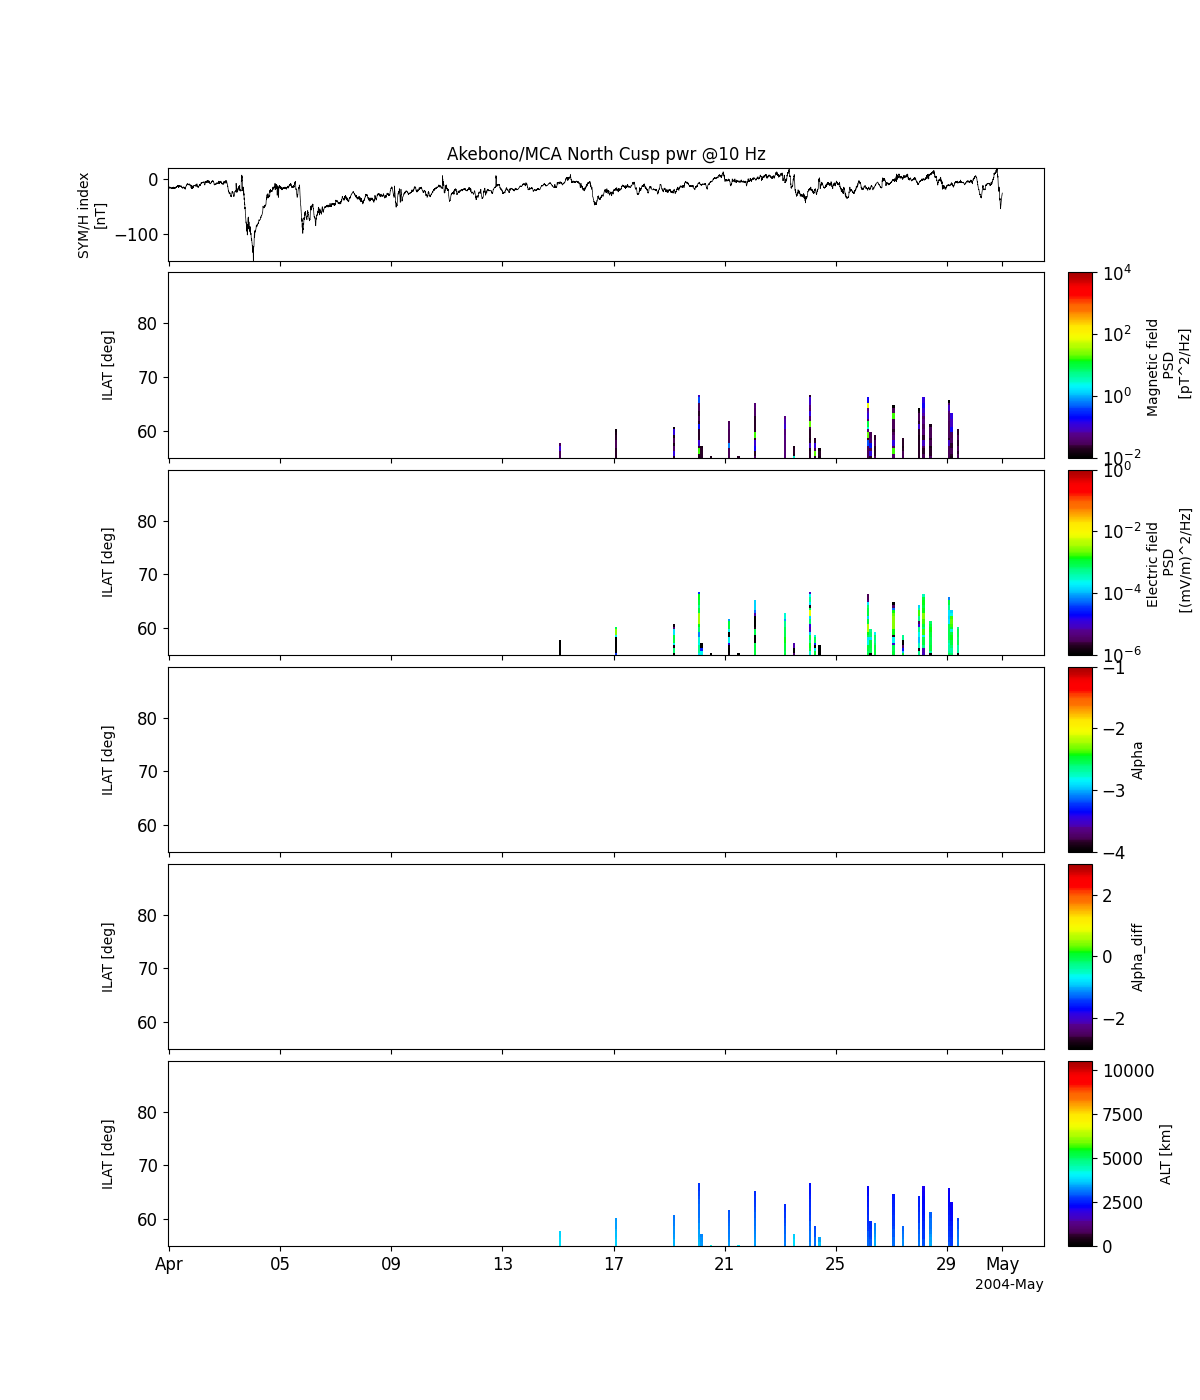 Akebono/MCA North Cusp pwr @10 Hz
SYM/H index
[nT]
0
−100
ILAT [deg]
80
70
60
10^4
10^2
10^0
10^−2
Magnetic field
PSD
[pT^2/Hz]
ILAT [deg]
80
70
60
10^0
10^−2
10^−4
10^−6
Electric field
PSD
[(mV/m)^2/Hz]
ILAT [deg]
80
70
60
−1
−2
−3
−4
Alpha
ILAT [deg]
80
70
60
2
0
−2
Alpha_diff
ILAT [deg]
80
70
60
10000
7500
5000
2500
0
ALT [km]
Apr 05 09 13 17 21 25 29 May
2004-May